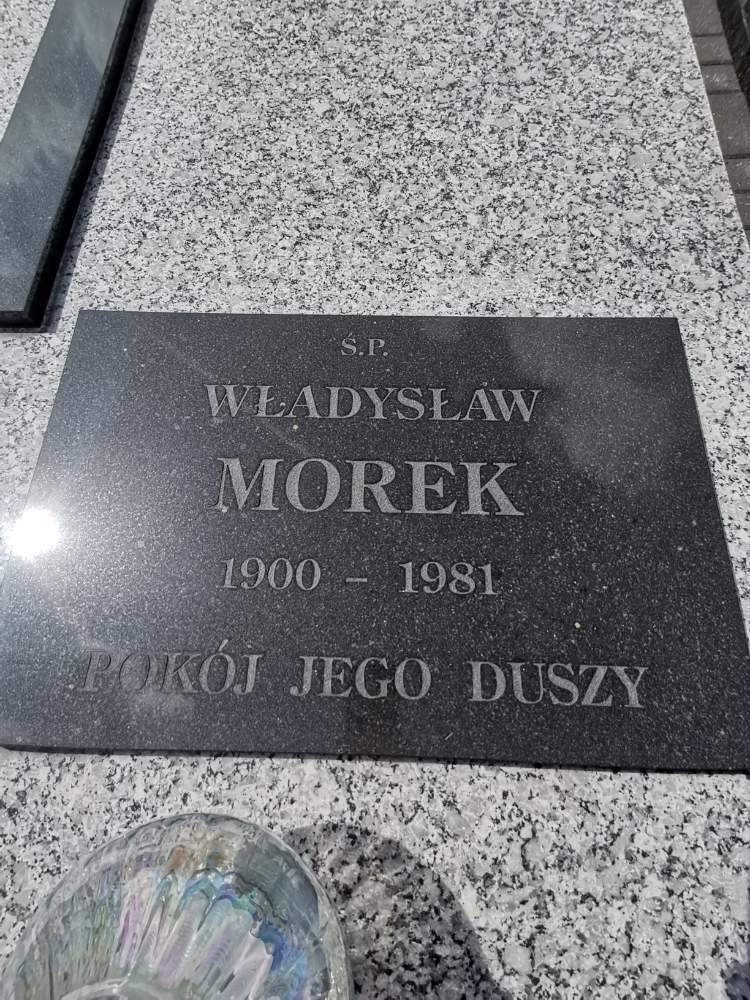 Ś.P.
WŁADYSŁAW
MOREK
1900 – 1981
POKÓJ JEGO DUSZY